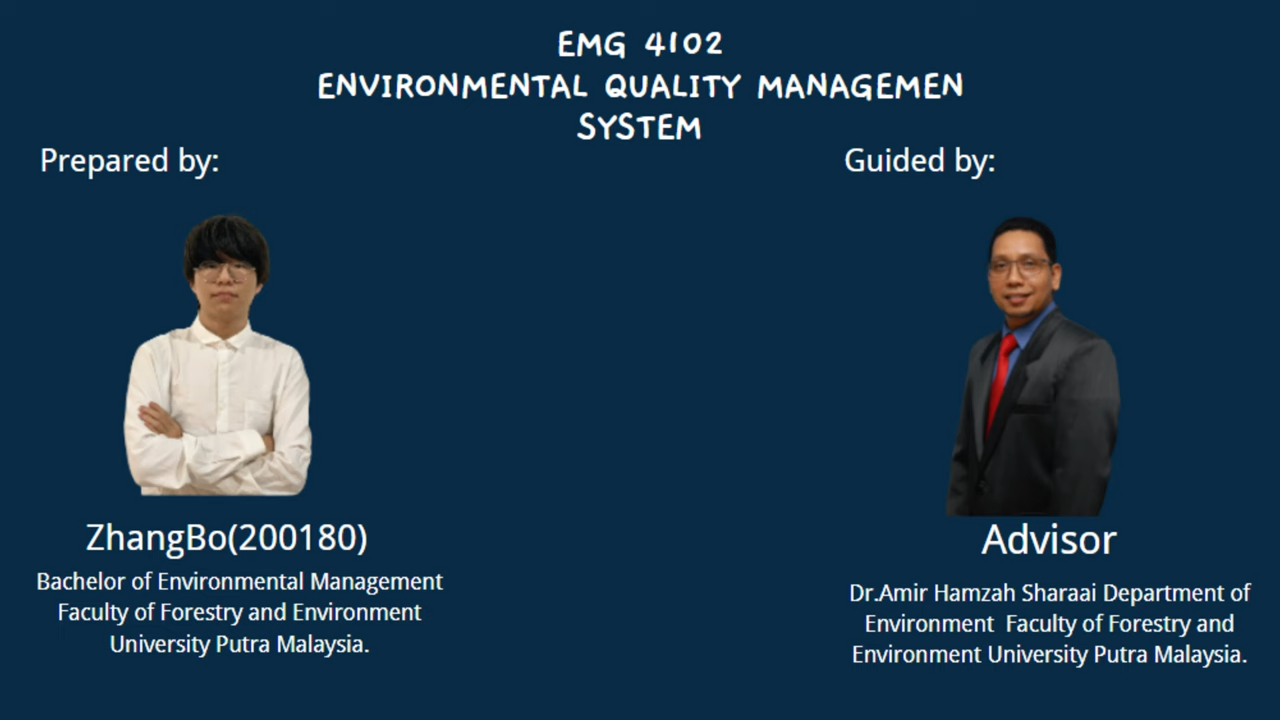 EMG 4102
ENVIRONMENTAL QUALITY MANAGEMEN
SYSTEM
Prepared by:
Guided by:
ZhangBo(200180)
Bachelor of Environmental Management
Faculty of Forestry and Environment
University Putra Malaysia.
Advisor
Dr.Amir Hamzah Sharaai Department of
Environment Faculty of Forestry and
Environment University Putra Malaysia.